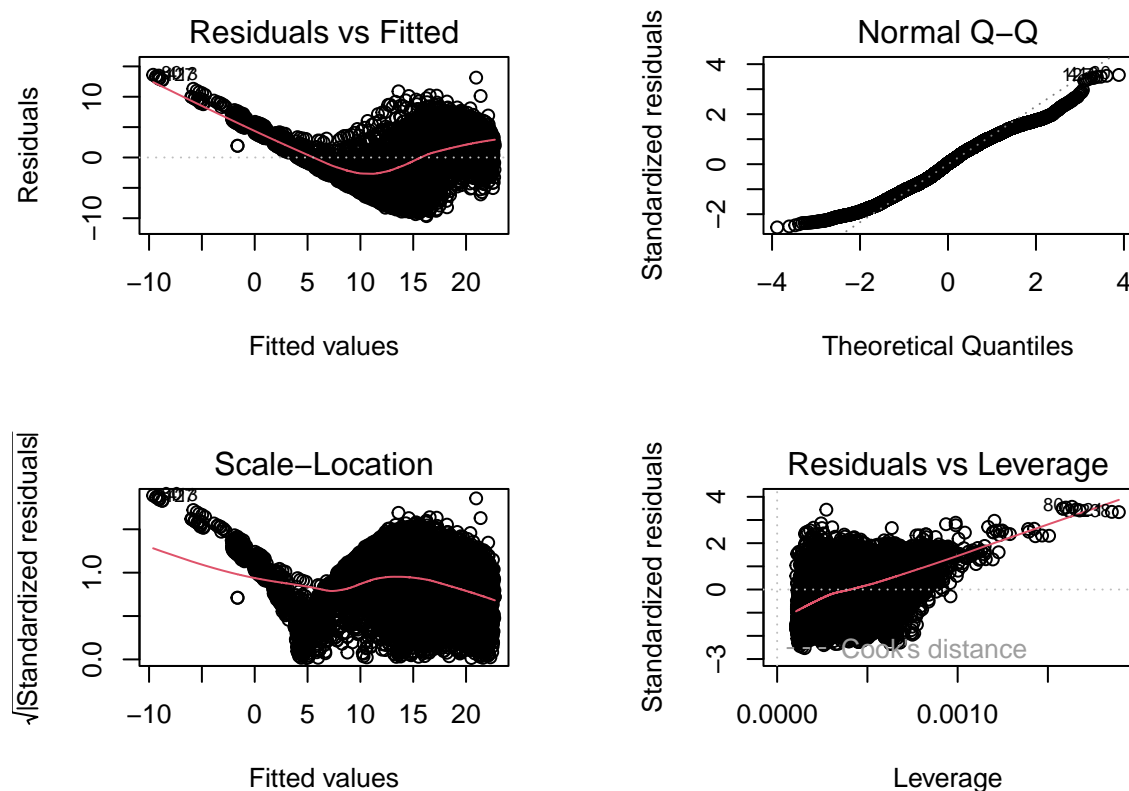 Residuals vs Fitted
Residuals
10
0
−10
−10
0
5
10
15
20
Fitted values
Normal Q−Q
Standardized residuals
4
2
0
−2
−4
−2
0
2
4
Theoretical Quantiles
Scale−Location
√|Standardized residuals|
1.0
0.0
−10
0
5
10
15
20
Fitted values
Residuals vs Leverage
Standardized residuals
4
2
0
−3
80
Cook's distance
0.0000
0.0010
Leverage